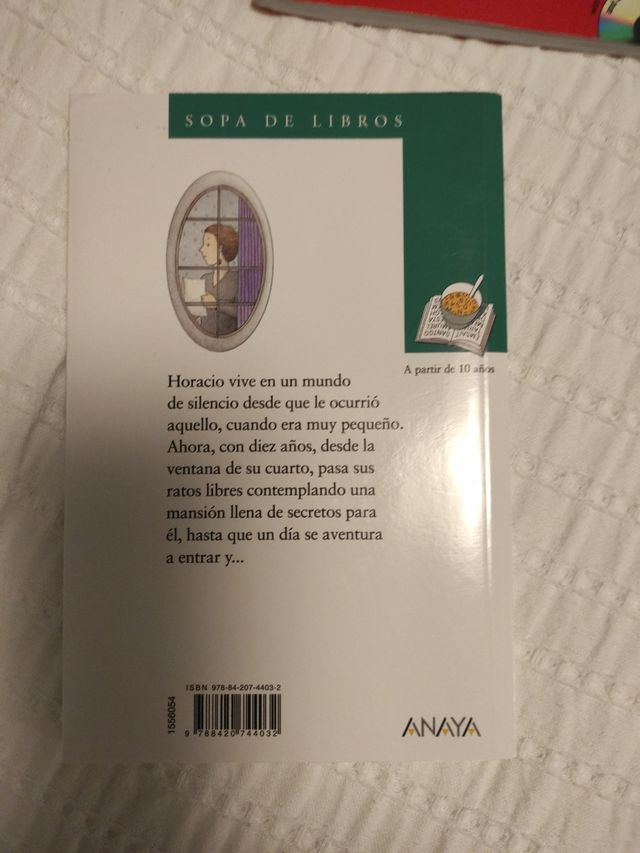 SOPA DE LIBROS
A partir de 10 años
Horacio vive en un mundo
de silencio desde que le ocurrió
aquello, cuando era muy pequeño.
Ahora, con diez años, desde la
ventana de su cuarto, pasa sus
ratos libres contemplando una
mansión llena de secretos para
él, hasta que un día se aventura
a entrar y...
ISBN 978-84-207-4403-2
1556054
9 788420 744032
ANAYA